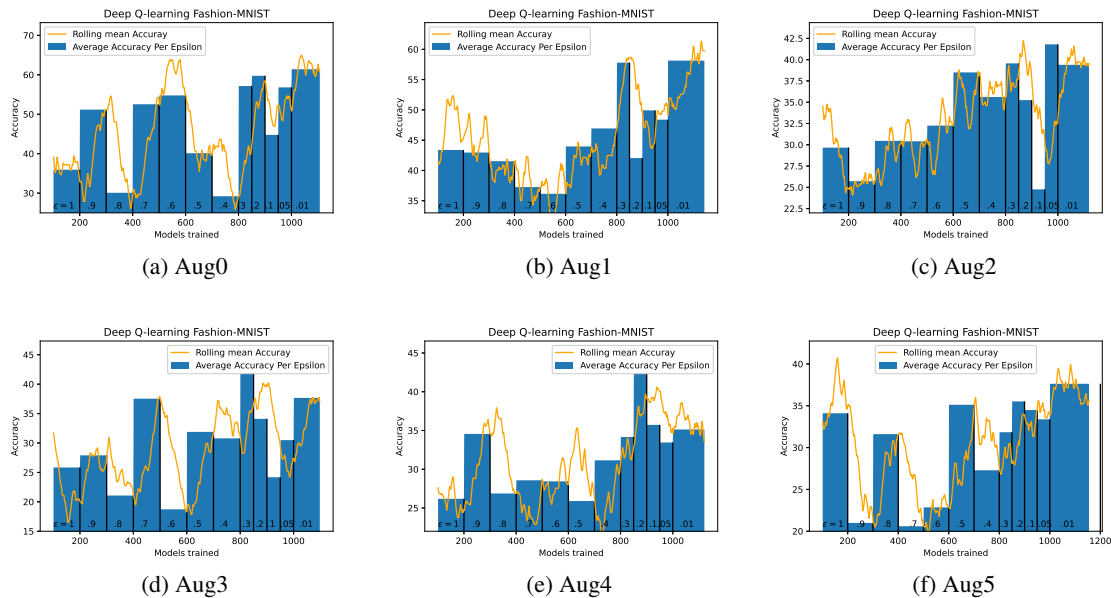 Deep Q-learning Fashion-MNIST
Rolling mean Accuray
Average Accuracy Per Epsilon
70
60
50
40
30
Accuracy
ε = 1 .9 .8 .7 .6 .5 .4 .3 .2 .1 .05 .01
200 400 600 800 1000
Models trained
(a) Aug0
Deep Q-learning Fashion-MNIST
Rolling mean Accuray
Average Accuracy Per Epsilon
60
55
50
45
40
35
Accuracy
ε = 1 .9 .8 .7 .6 .5 .4 .3 .2 .1 .05 .01
200 400 600 800 1000
Models trained
(b) Aug1
Deep Q-learning Fashion-MNIST
Rolling mean Accuray
Average Accuracy Per Epsilon
42.5
40.0
37.5
35.0
32.5
30.0
27.5
25.0
22.5
Accuracy
ε = 1 .9 .8 .7 .6 .5 .4 .3 .2 .1 .05 .01
200 400 600 800 1000
Models trained
(c) Aug2
Deep Q-learning Fashion-MNIST
Rolling mean Accuray
Average Accuracy Per Epsilon
45
40
35
30
25
20
15
Accuracy
ε = 1 .9 .8 .7 .6 .5 .4 .3 .2 .1 .05 .01
200 400 600 800 1000
Models trained
(d) Aug3
Deep Q-learning Fashion-MNIST
Rolling mean Accuray
Average Accuracy Per Epsilon
45
40
35
30
25
Accuracy
ε = 1 .9 .8 .7 .6 .5 .4 .3 .2 .1 .05 .01
200 400 600 800 1000
Models trained
(e) Aug4
Deep Q-learning Fashion-MNIST
Rolling mean Accuray
Average Accuracy Per Epsilon
40
35
30
25
20
Accuracy
ε = 1 .9 .8 .7 .6 .5 .4 .3 .2 .1 .05 .01
200 400 600 800 1000 1200
Models trained
(f) Aug5